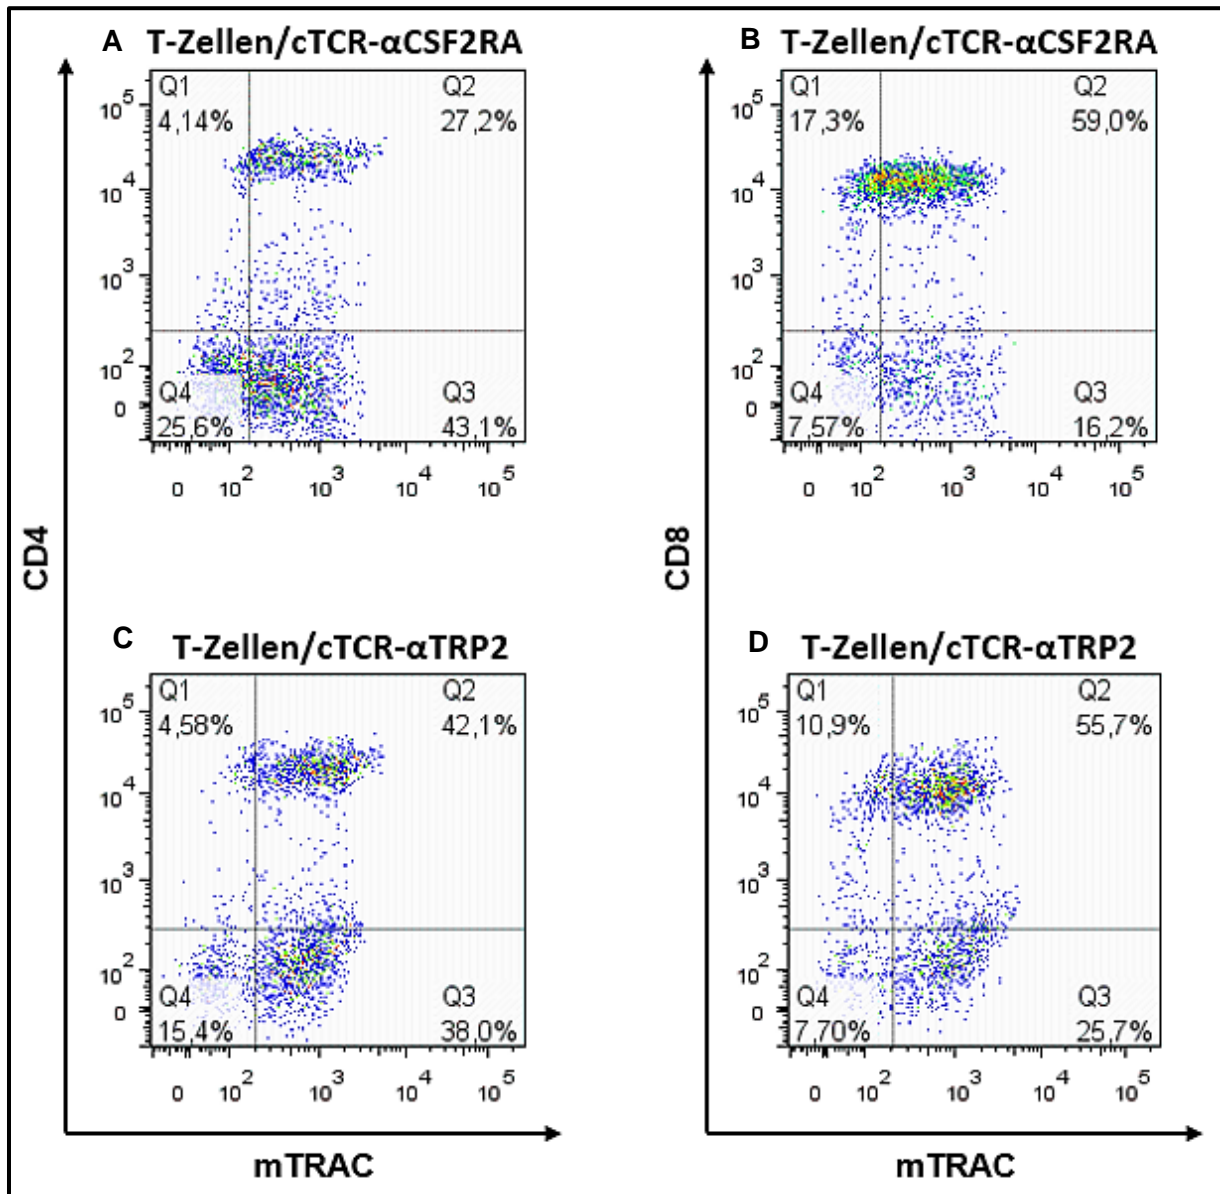 A T-Zellen/cTCR-αCSF2RA
Q1
4,14%
Q2
27,2%
Q4
25,6%
Q3
43,1%
10^5
10^4
10^3
10^2
0
0 10^2 10^3 10^4 10^5
CD4
B T-Zellen/cTCR-αCSF2RA
Q1
17,3%
Q2
59,0%
Q4
7,57%
Q3
16,2%
10^5
10^4
10^3
10^2
0
0 10^2 10^3 10^4 10^5
CD8
C T-Zellen/cTCR-αTRP2
Q1
4,58%
Q2
42,1%
Q4
15,4%
Q3
38,0%
10^5
10^4
10^3
10^2
0
0 10^2 10^3 10^4 10^5
mTRAC
D T-Zellen/cTCR-αTRP2
Q1
10,9%
Q2
55,7%
Q4
7,70%
Q3
25,7%
10^5
10^4
10^3
10^2
0
0 10^2 10^3 10^4 10^5
mTRAC